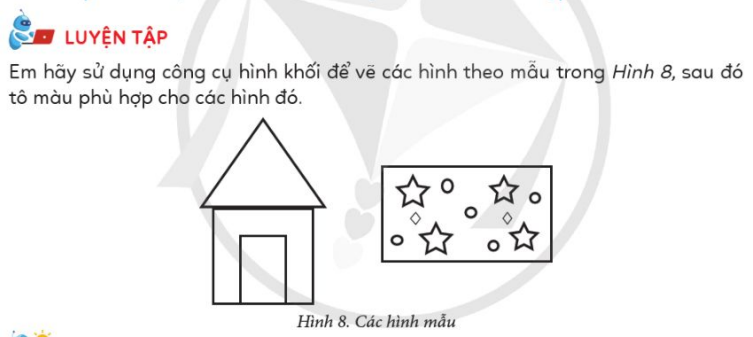 LUYỆN TẬP
Em hãy sử dụng công cụ hình khối để vẽ các hình theo mẫu trong Hình 8, sau đó
tô màu phù hợp cho các hình đó.
Hình 8. Các hình mẫu